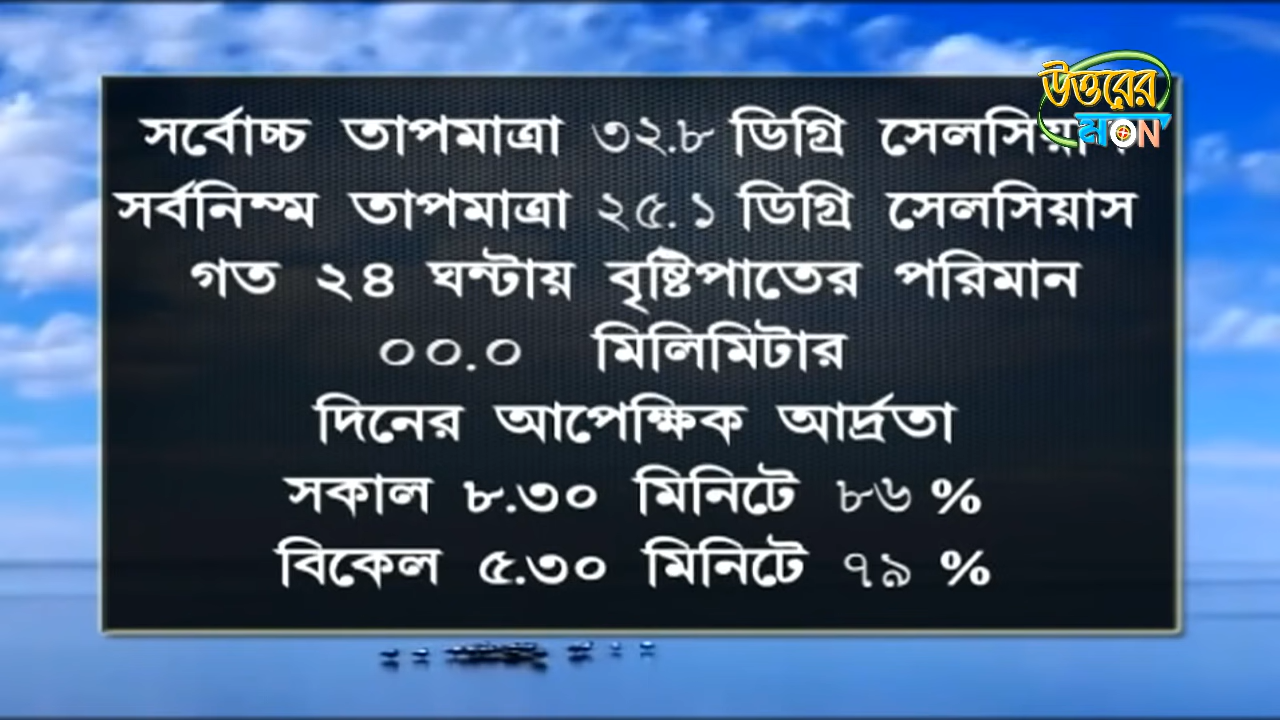 সর্বোচ্চ তাপমাত্রা ৩২.৮ ডিগ্রি সেলসিয়াস
সর্বনিম্ম তাপমাত্রা ২৫.১ ডিগ্রি সেলসিয়াস
গত ২৪ ঘন্টায় বৃষ্টিপাতের পরিমান
০০.০ মিলিমিটার
দিনের আপেক্ষিক আর্দ্রতা
সকাল ৮.৩০ মিনিটে ৮৬ %
বিকেল ৫.৩০ মিনিটে ৭৯ %
উত্তরের
মON